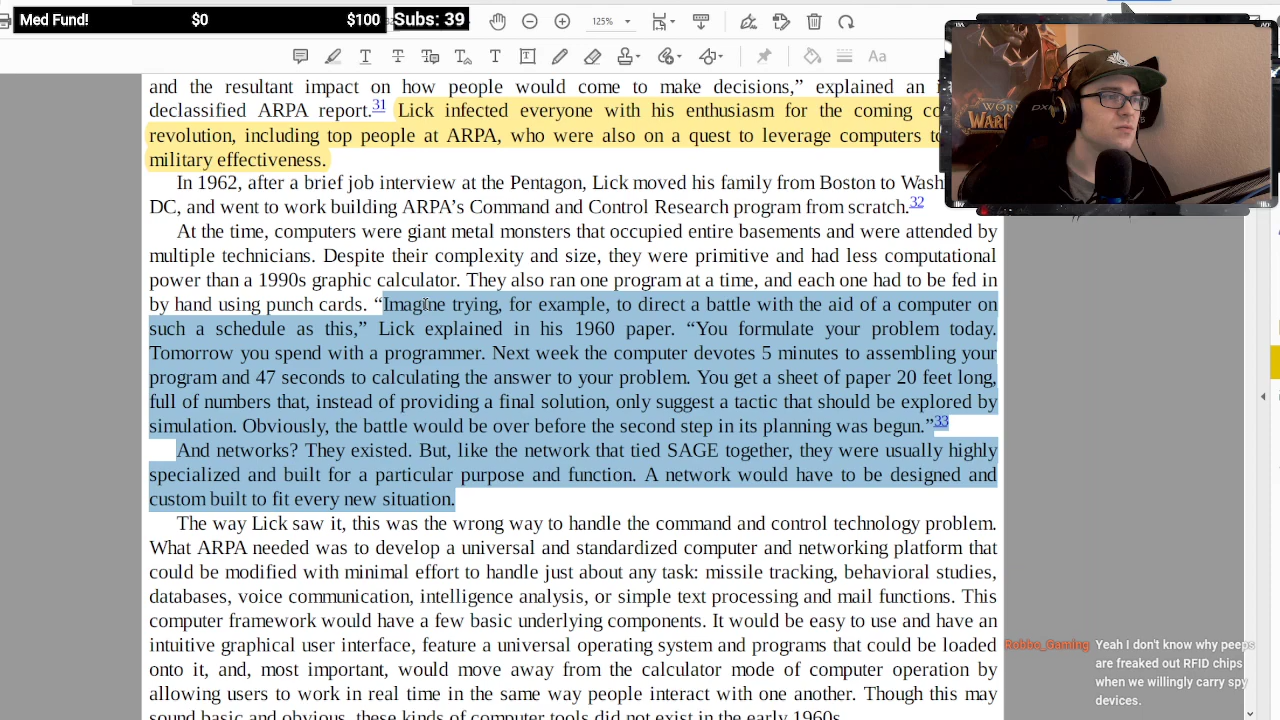 Med Fund! $0 $100 Subs: 39
125%
Aa
and the resultant impact on how people would come to make decisions,” explained an
declassified ARPA report.31 Lick infected everyone with his enthusiasm for the coming
revolution, including top people at ARPA, who were also on a quest to leverage computers
military effectiveness.
In 1962, after a brief job interview at the Pentagon, Lick moved his family from Boston to
DC, and went to work building ARPA’s Command and Control Research program from scratch.32
At the time, computers were giant metal monsters that occupied entire basements and were attended by
multiple technicians. Despite their complexity and size, they were primitive and had less computational
power than a 1990s graphic calculator. They also ran one program at a time, and each one had to be fed in
by hand using punch cards. “Imagine trying, for example, to direct a battle with the aid of a computer on
such a schedule as this,” Lick explained in his 1960 paper. “You formulate your problem today.
Tomorrow you spend with a programmer. Next week the computer devotes 5 minutes to assembling your
program and 47 seconds to calculating the answer to your problem. You get a sheet of paper 20 feet long,
full of numbers that, instead of providing a final solution, only suggest a tactic that should be explored by
simulation. Obviously, the battle would be over before the second step in its planning was begun.”33
And networks? They existed. But, like the network that tied SAGE together, they were usually highly
specialized and built for a particular purpose and function. A network would have to be designed and
custom built to fit every new situation.
The way Lick saw it, this was the wrong way to handle the command and control technology problem.
What ARPA needed was to develop a universal and standardized computer and networking platform that
could be modified with minimal effort to handle just about any task: missile tracking, behavioral studies,
databases, voice communication, intelligence analysis, or simple text processing and mail functions. This
computer framework would have a few basic underlying components. It would be easy to use and have an
intuitive graphical user interface, feature a universal operating system and programs that could be loaded
onto it, and, most important, would move away from the calculator mode of computer operation by
allowing users to work in real time in the same way people interact with one another. Though this may
sound basic and obvious, these kinds of computer tools did not exist in the early 1960s.
Robbo_Gaming Yeah I don't know why peeps
are freaked out RFID chips
when we willingly carry spy
devices.